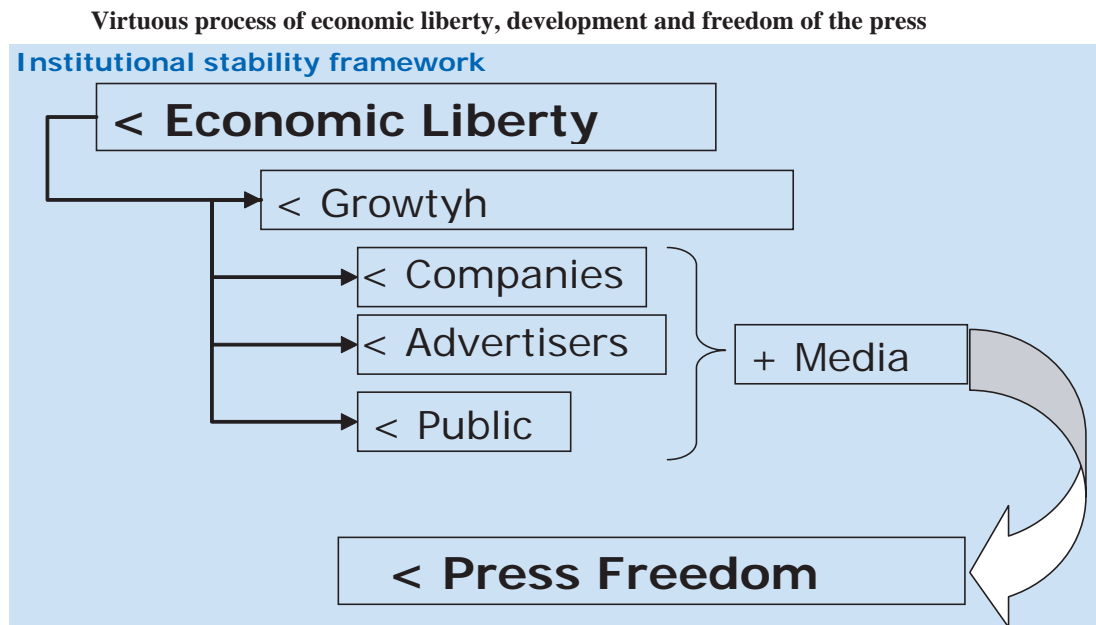 Virtuous process of economic liberty, development and freedom of the press
Institutional stability framework
< Economic Liberty
< Growtyh
< Companies
< Advertisers
+ Media
< Public
< Press Freedom